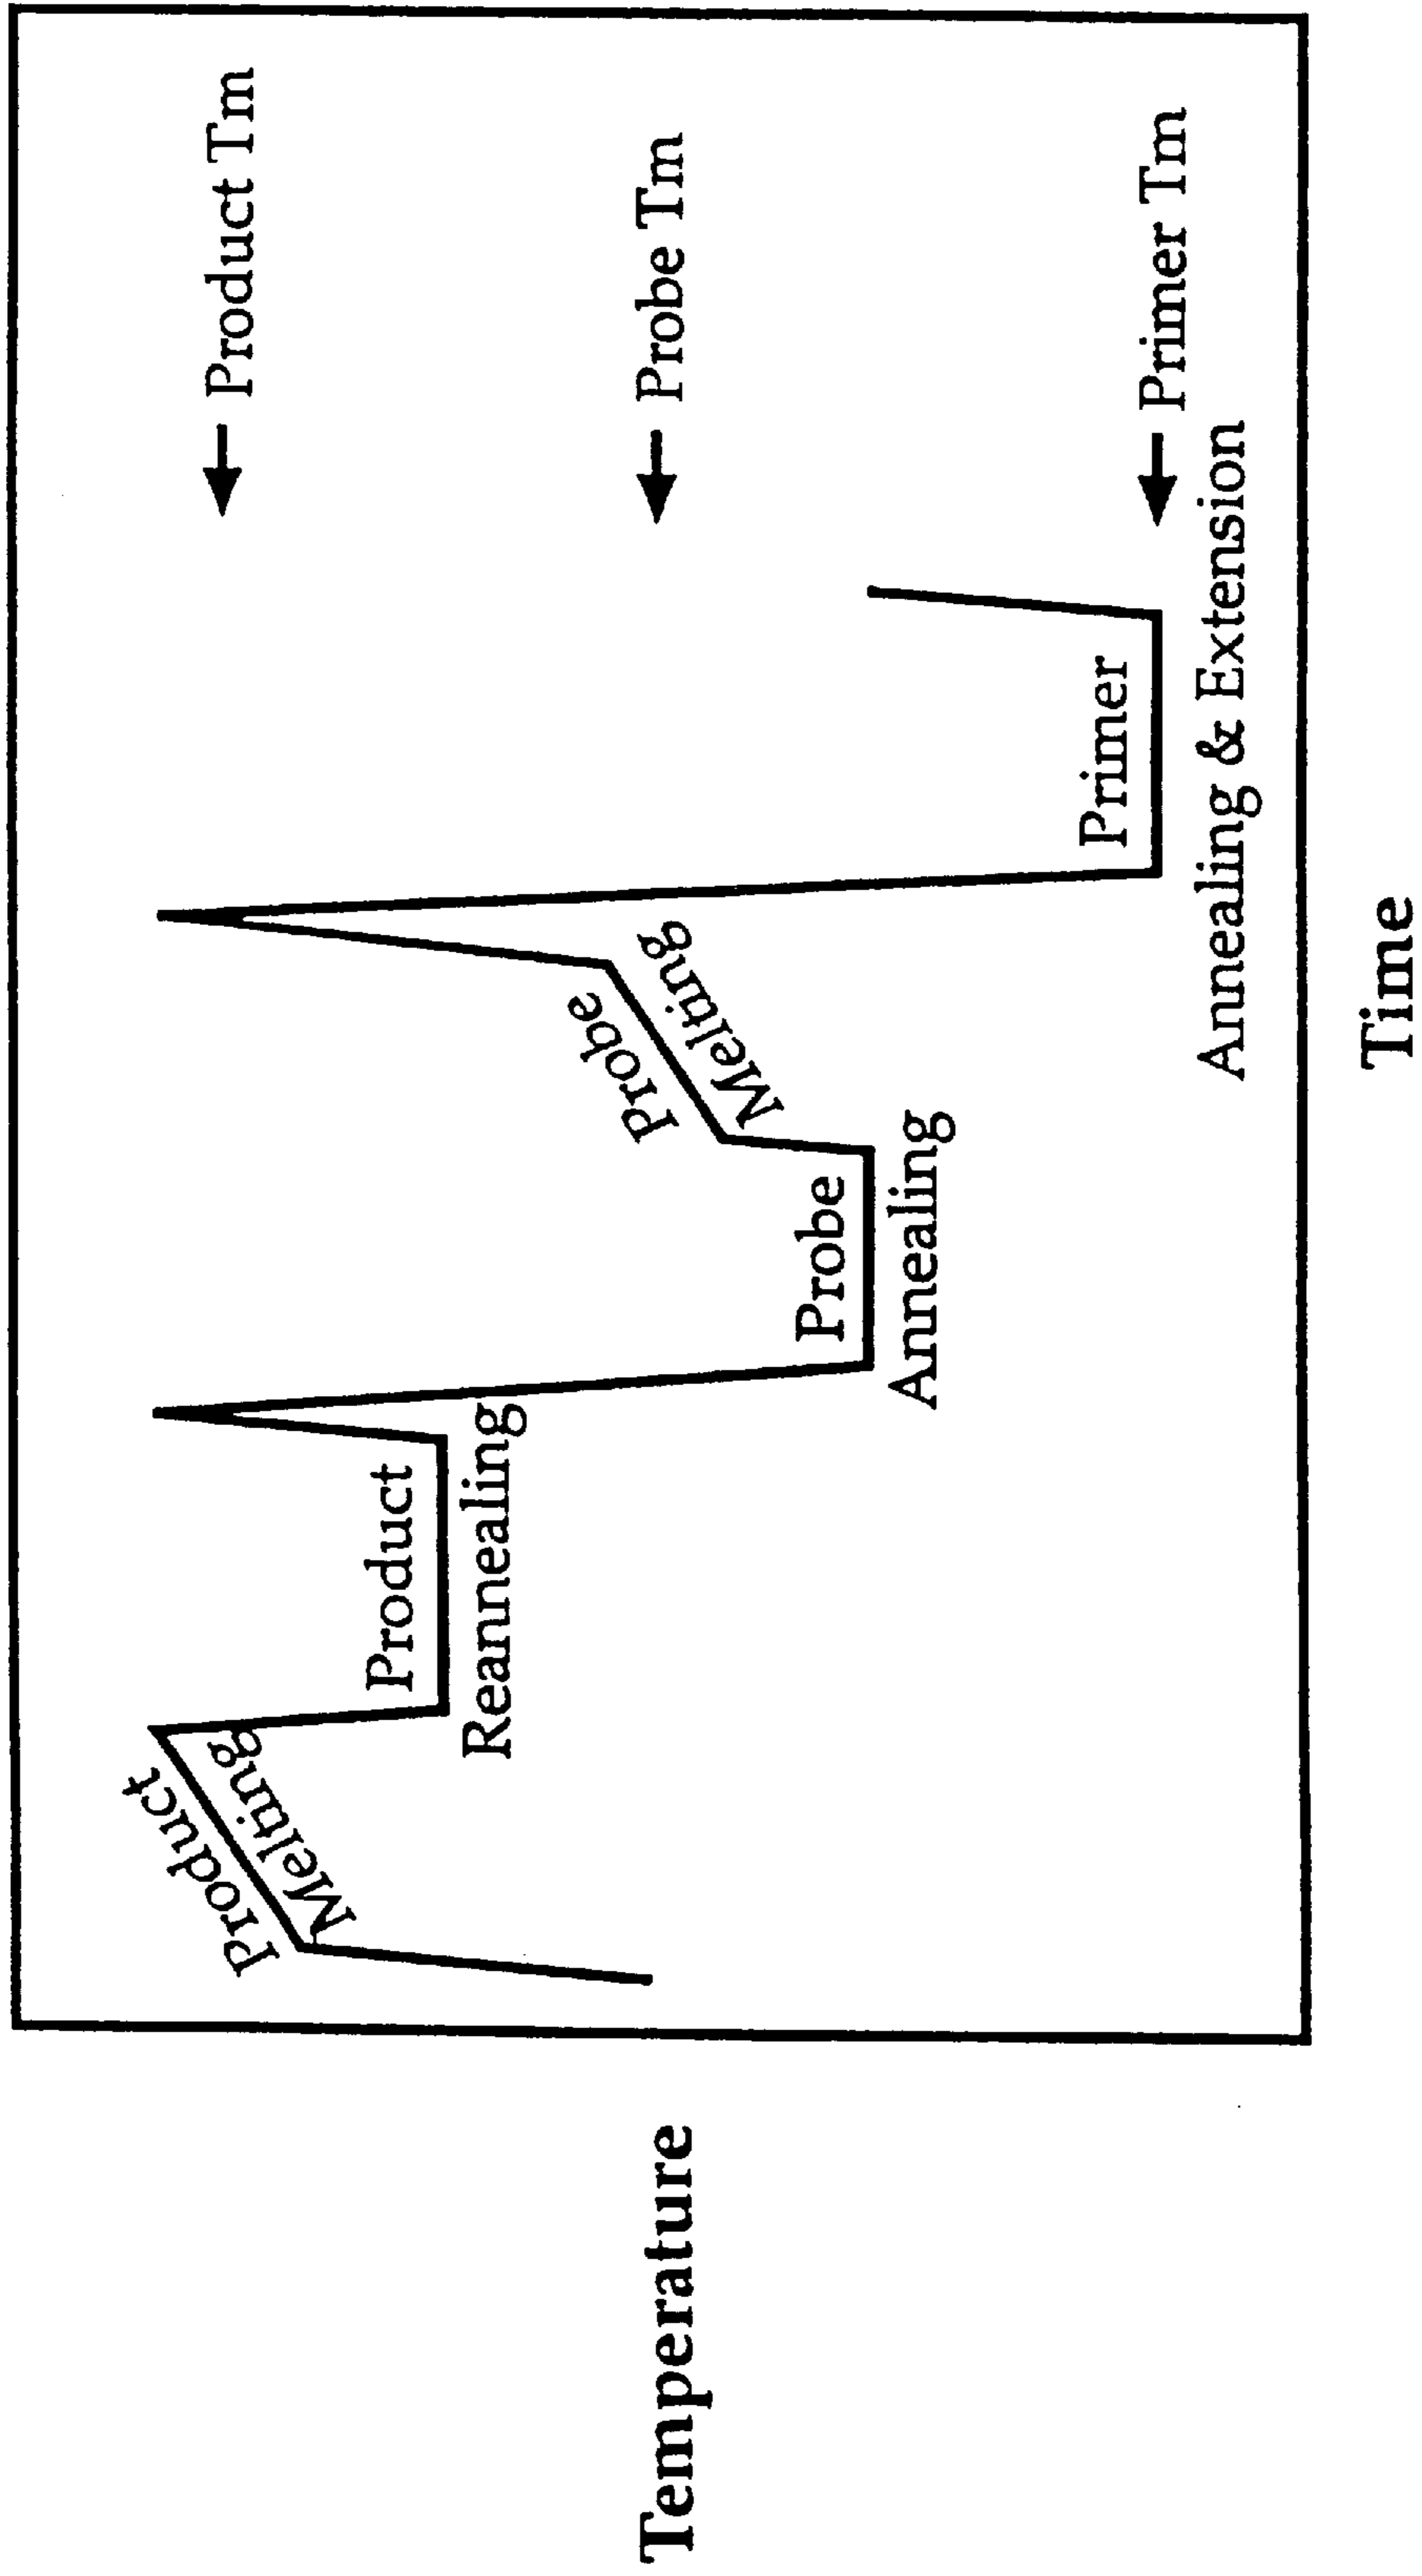 Temperature
Product
Melting
Product
Reannealing
Probe
Annealing
Probe
Melting
Primer
Annealing & Extension
Product Tm
Probe Tm
Primer Tm
Time